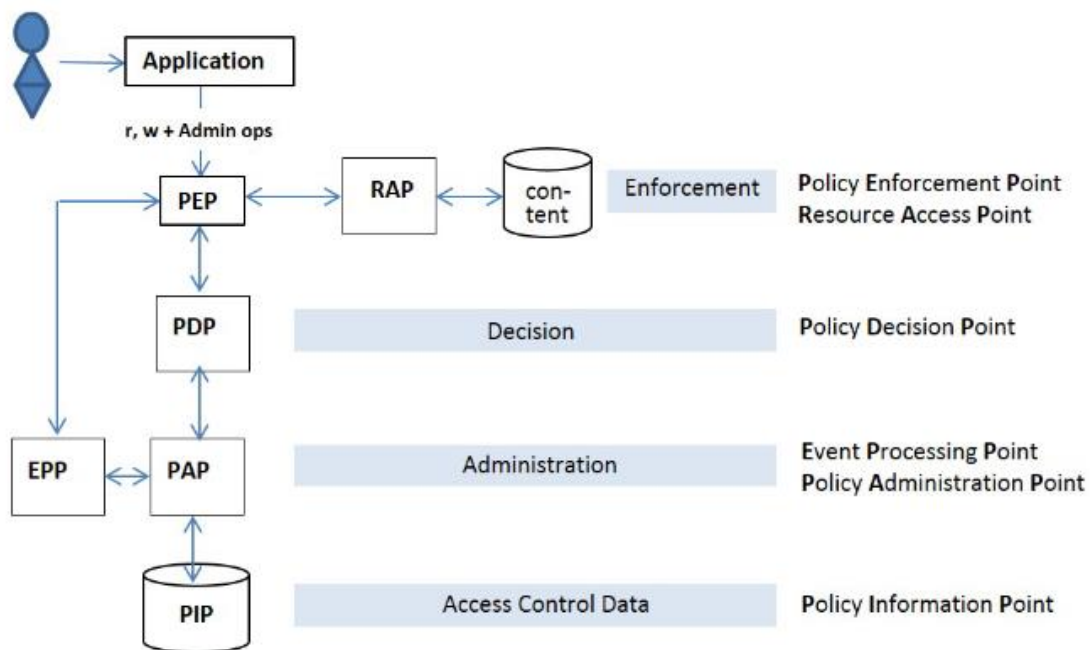 Application
r, w + Admin ops
PEP
RAP
con-
tent
Enforcement
Policy Enforcement Point
Resource Access Point
PDP
Decision
Policy Decision Point
EPP
PAP
Administration
Event Processing Point
Policy Administration Point
PIP
Access Control Data
Policy Information Point